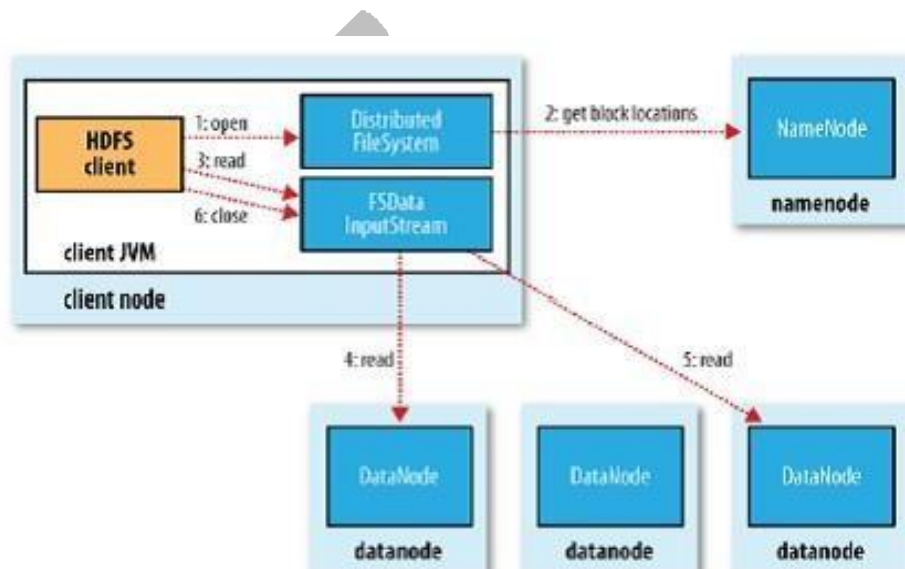 1: open
Distributed
FileSystem
2: get block locations
NameNode
HDFS
client
3: read
FSData
InputStream
namenode
6: close
client JVM
client node
4: read
5: read
DataNode
DataNode
DataNode
datanode
datanode
datanode